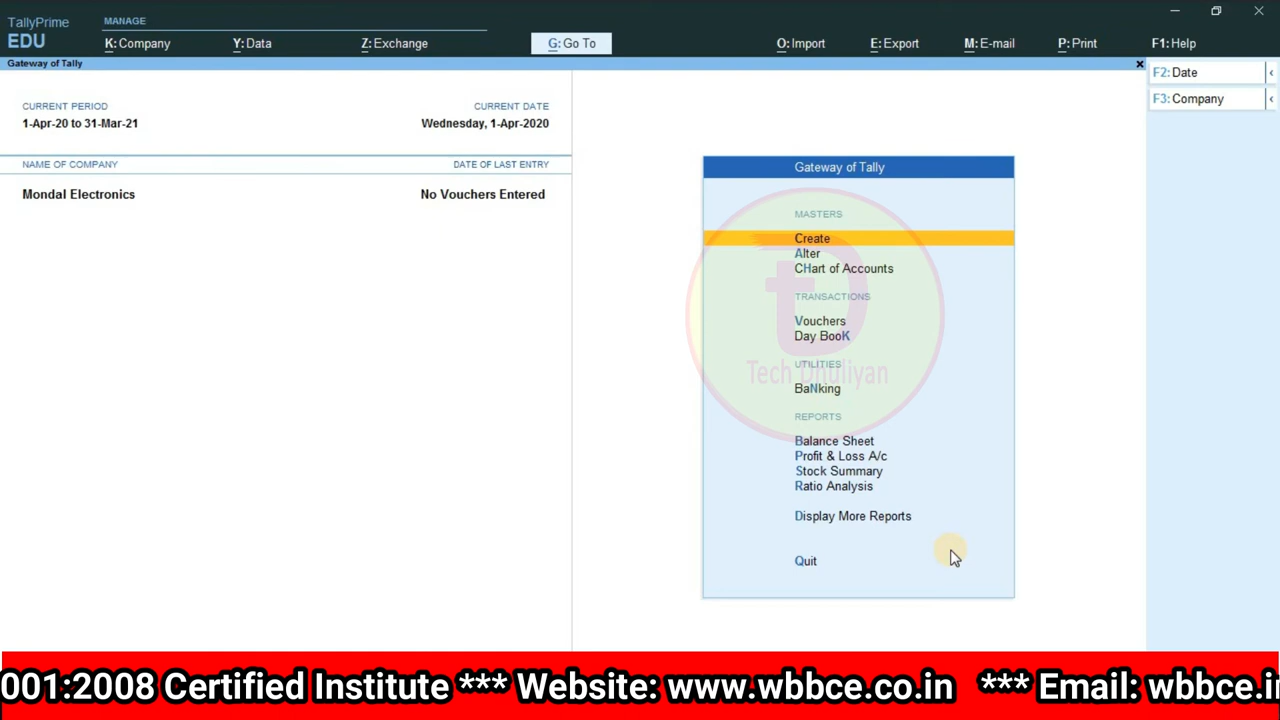 TallyPrime
EDU
MANAGE
K: Company
Y: Data
Z: Exchange
G: Go To
O: Import
E: Export
M: E-mail
P: Print
F1: Help
Gateway of Tally
F2: Date
F3: Company
CURRENT PERIOD
CURRENT DATE
1-Apr-20 to 31-Mar-21
Wednesday, 1-Apr-2020
NAME OF COMPANY
DATE OF LAST ENTRY
Mondal Electronics
No Vouchers Entered
Gateway of Tally
MASTERS
Create
Alter
CHart of Accounts
TRANSACTIONS
Vouchers
Day BooK
UTILITIES
Tech Dhuliyan
BaNking
REPORTS
Balance Sheet
Profit & Loss A/c
Stock Summary
Ratio Analysis
Display More Reports
Quit
001:2008 Certified Institute *** Website: www.wbbce.co.in *** Email: wbbce.i